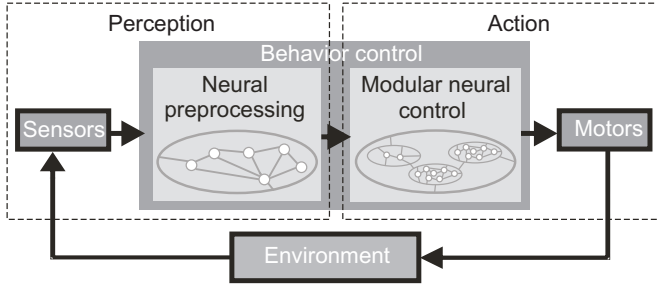 Perception
Action
Behavior control
Neural
preprocessing
Modular neural
control
Sensors
Motors
Environment